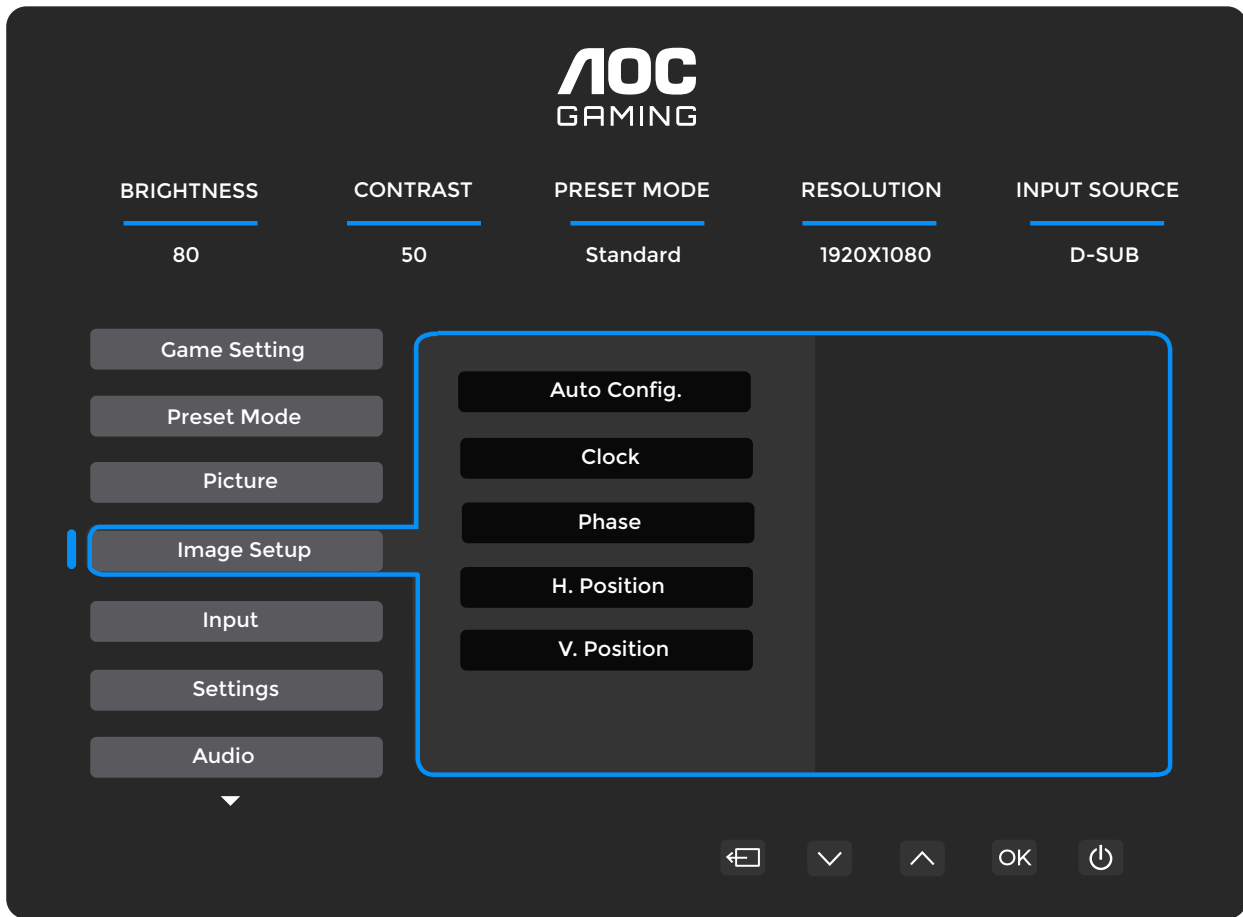 AOC
GAMING
BRIGHTNESS CONTRAST PRESET MODE RESOLUTION INPUT SOURCE
80 50 Standard 1920X1080 D-SUB
Game Setting
Preset Mode
Picture
Image Setup
Input
Settings
Audio
Auto Config.
Clock
Phase
H. Position
V. Position
OK